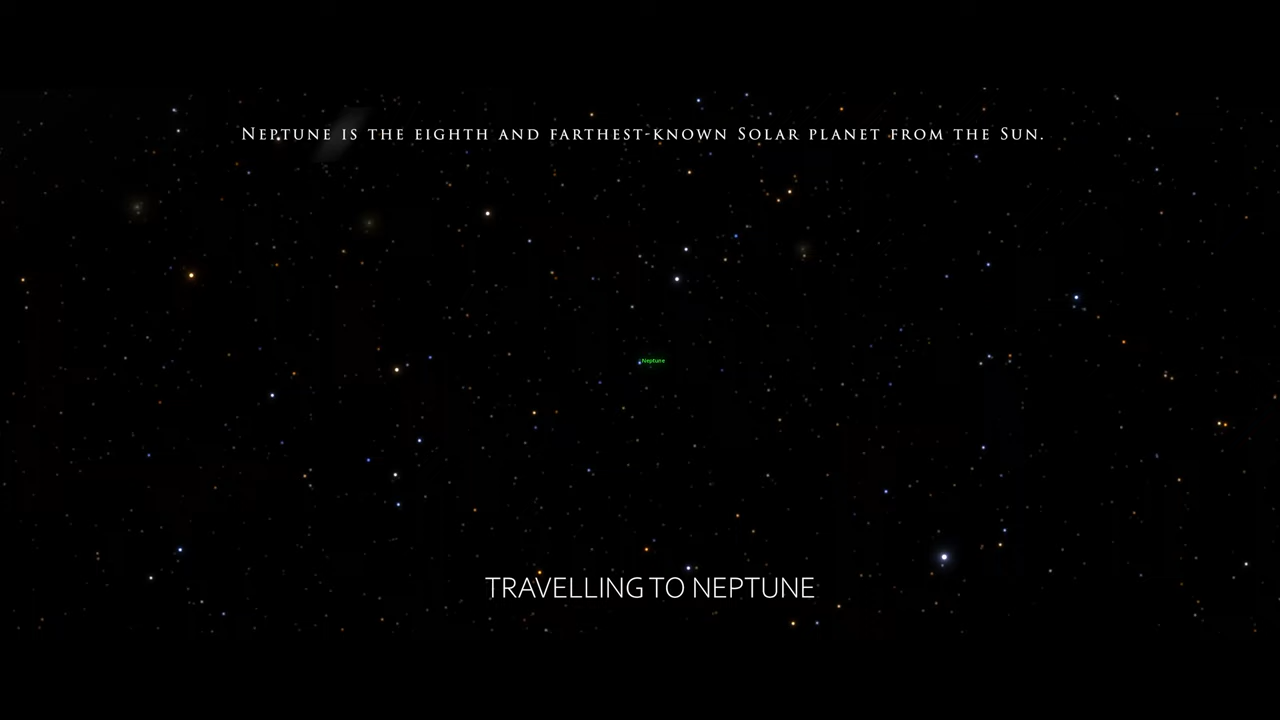 Neptune is the eighth and farthest-known Solar planet from the Sun.
Neptune
TRAVELLING TO NEPTUNE